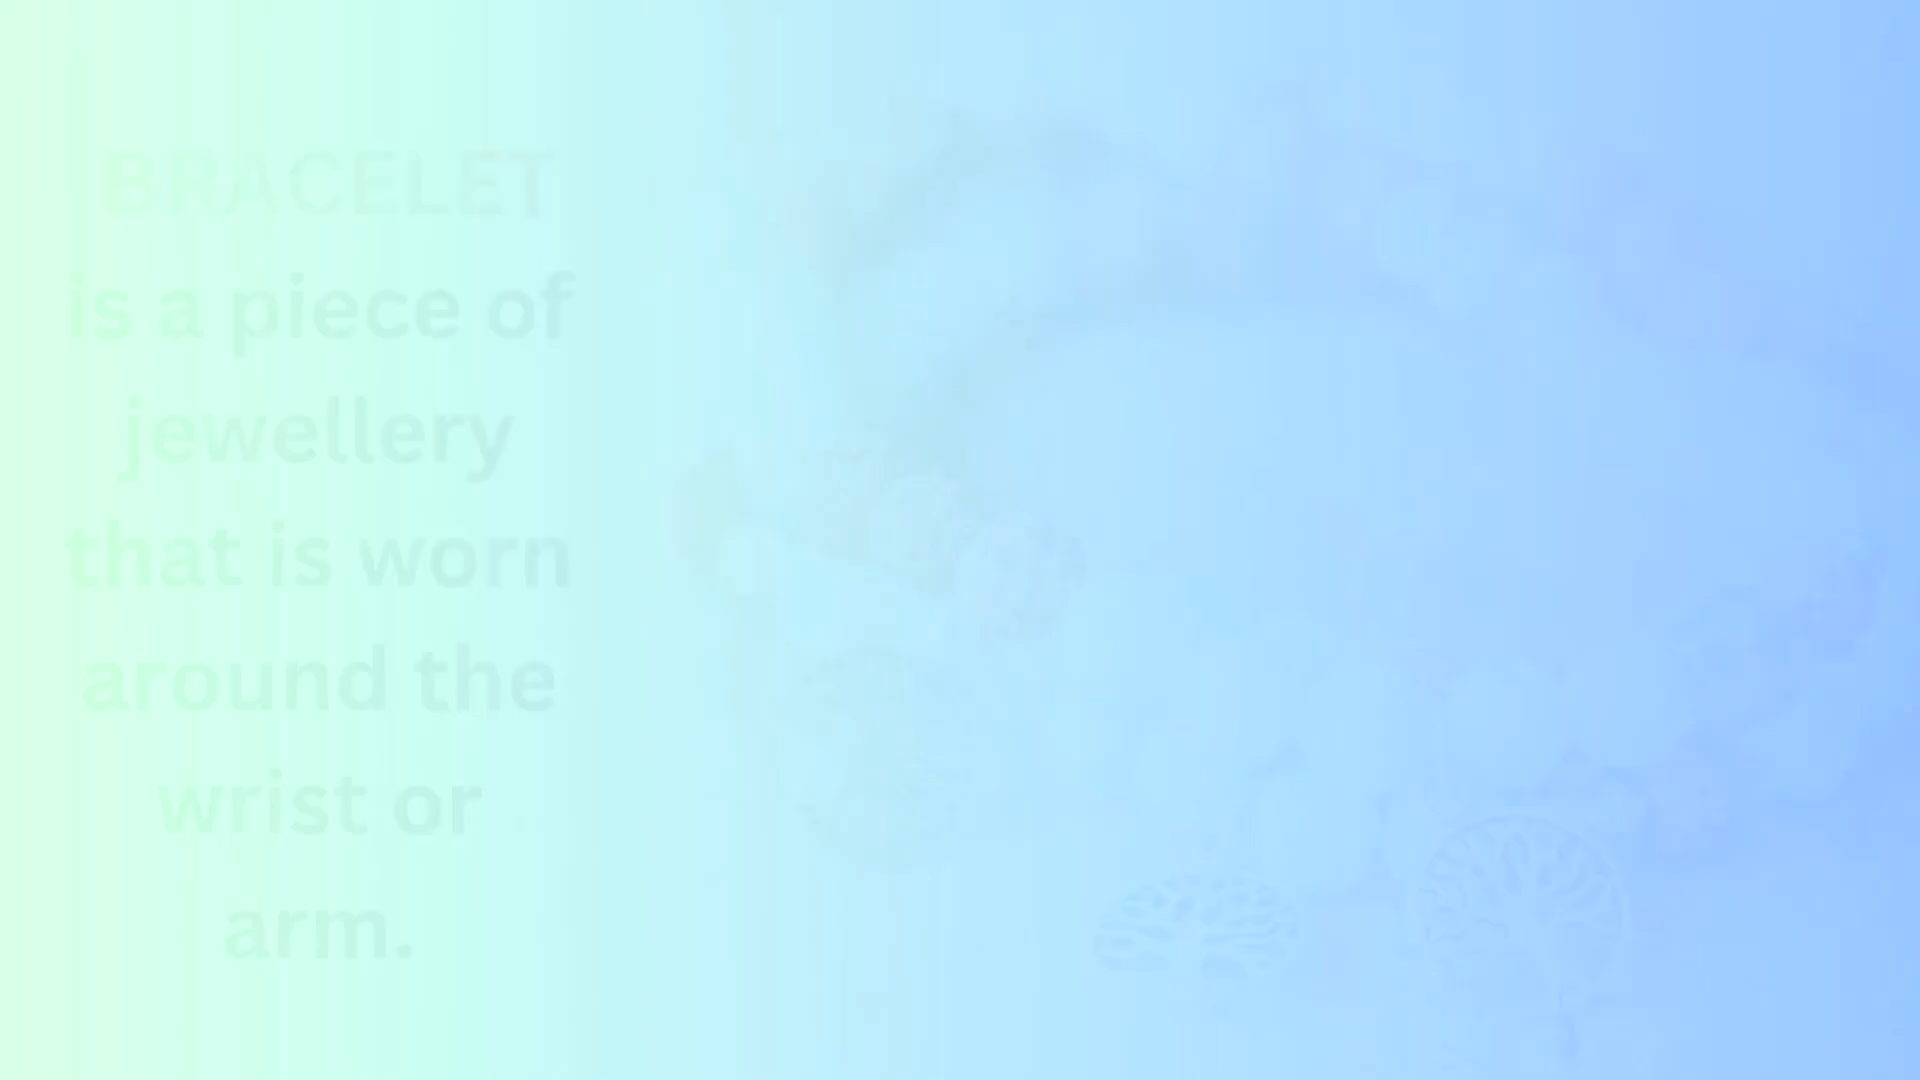 BRACELET
is a piece of
jewellery
that is worn
around the
wrist or
arm.